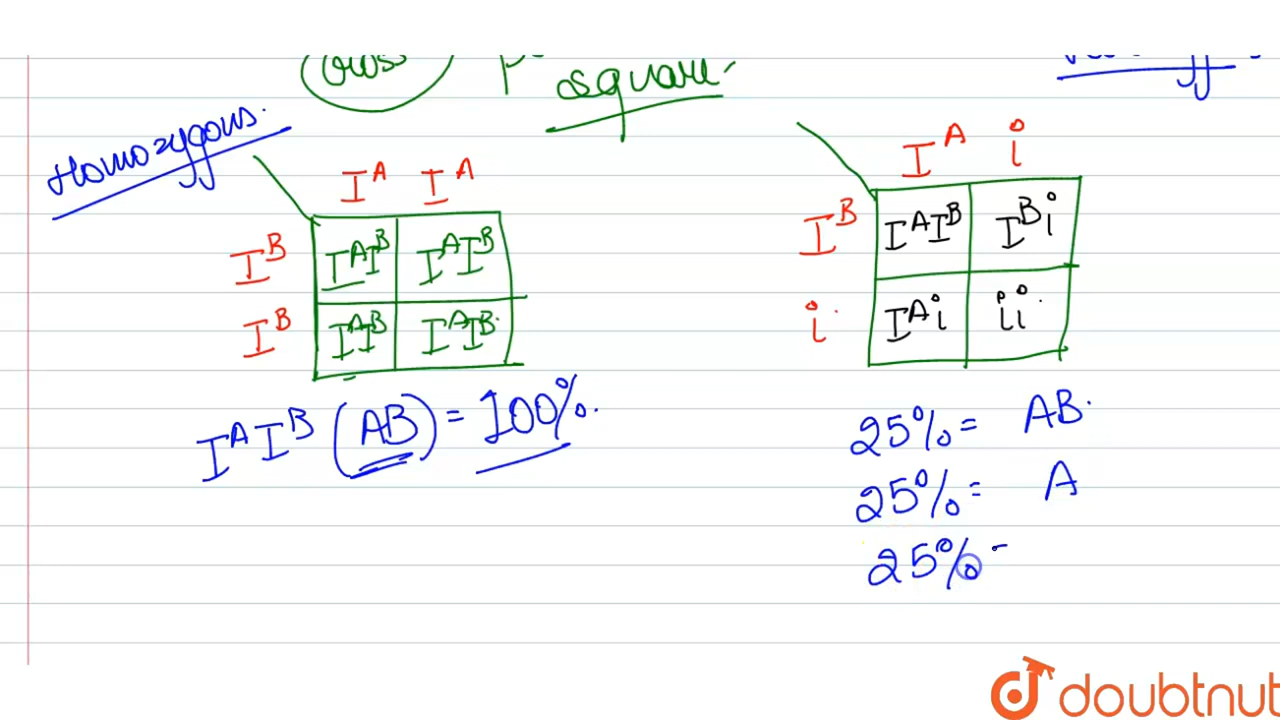 Cross
square.
Homozygous.
I^A I^A
I^B I^A I^B I^A I^B
I^B I^A I^B I^A I^B.
I^A I^B (AB) = 100%.
I^A i
I^B I^A I^B I^B i
i. I^A i ii.
25% = AB.
25% = A
25% -
doubtnut